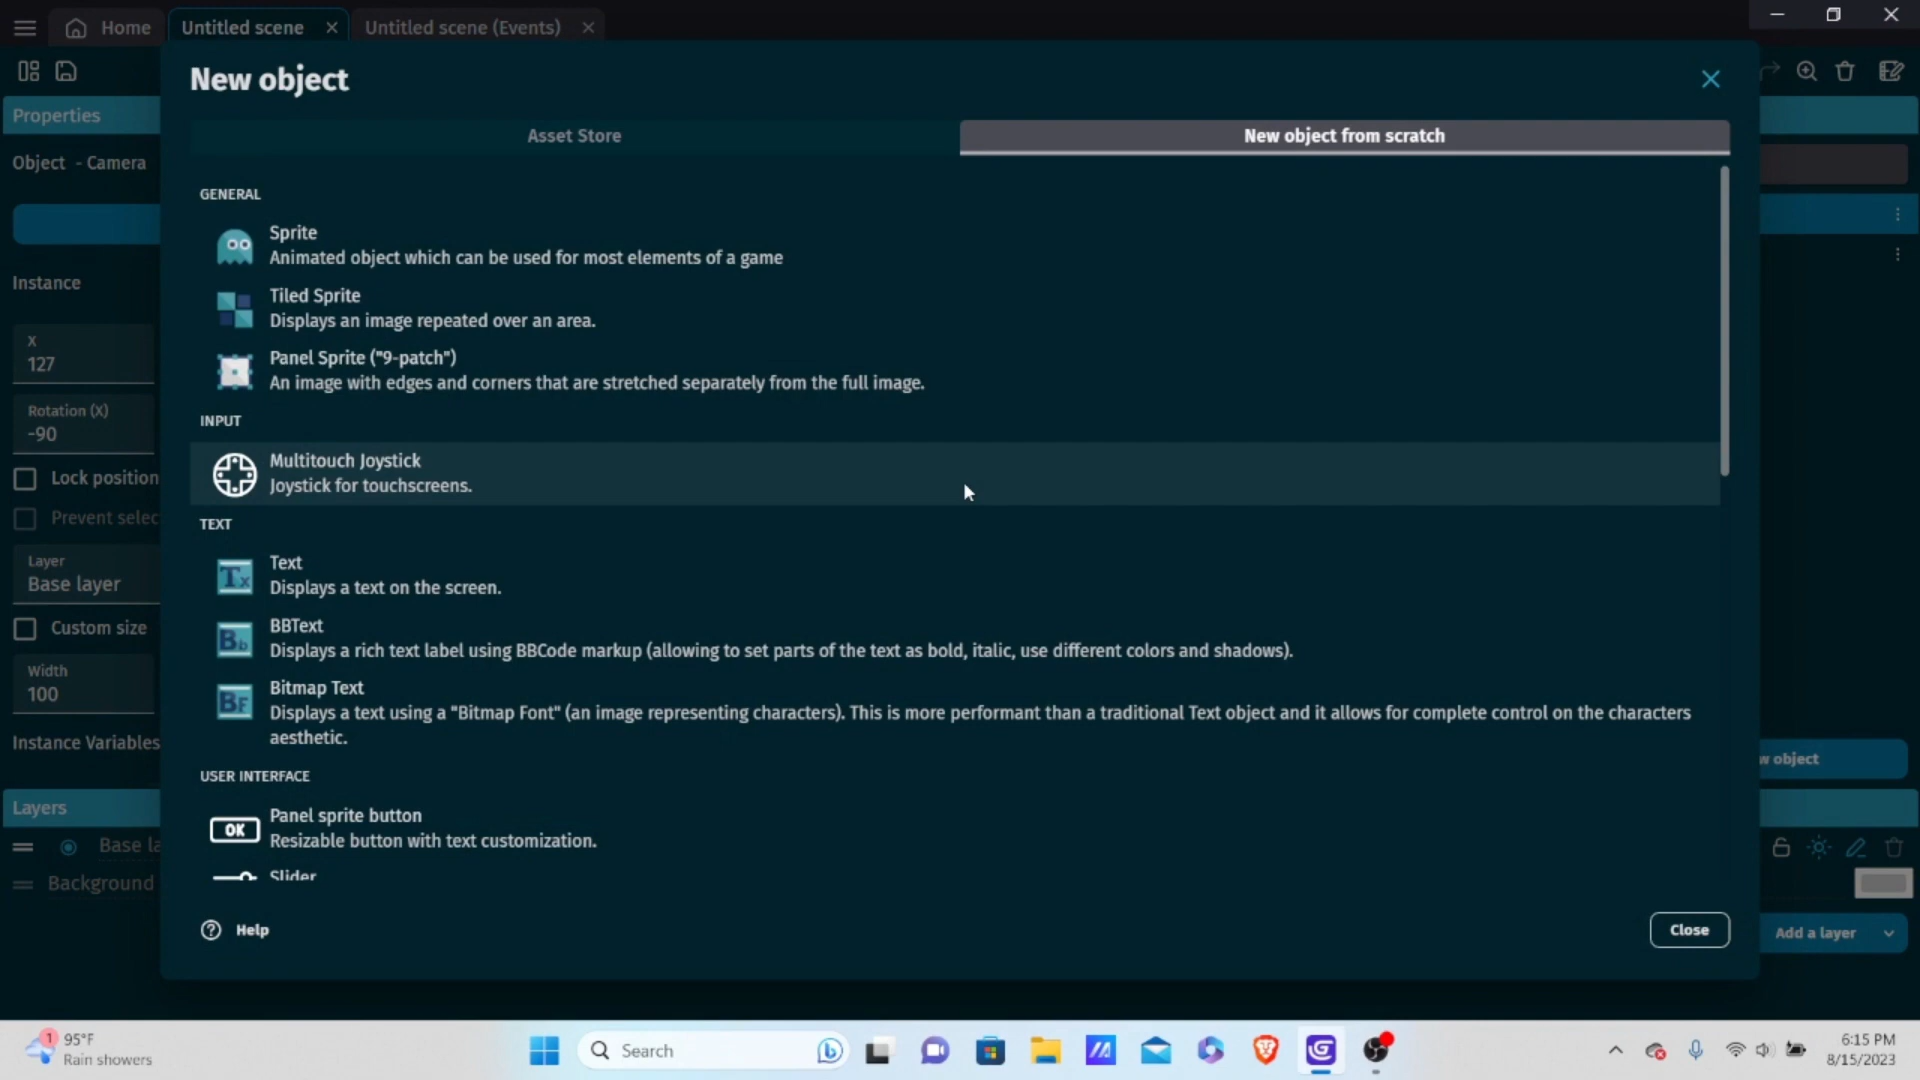 Home
Untitled scene
Untitled scene (Events)
New object
Properties
Asset Store
New object from scratch
Object - Camera
GENERAL
Sprite
Animated object which can be used for most elements of a game
Instance
Tiled Sprite
Displays an image repeated over an area.
X
127
Panel Sprite ("9-patch")
An image with edges and corners that are stretched separately from the full image.
Rotation (X)
-90
INPUT
Multitouch Joystick
Joystick for touchscreens.
Lock position
Prevent selec
TEXT
Text
Displays a text on the screen.
Layer
Base layer
BBText
Displays a rich text label using BBCode markup (allowing to set parts of the text as bold, italic, use different colors and shadows).
Custom size
Width
100
Bitmap Text
Displays a text using a "Bitmap Font" (an image representing characters). This is more performant than a traditional Text object and it allows for complete control on the characters
aesthetic.
Instance Variables
w object
USER INTERFACE
Layers
Panel sprite button
Resizable button with text customization.
OK
Base la
Slider
Background
Help
Close
Add a layer
1
95°F
Rain showers
Search
6:15 PM
8/15/2023